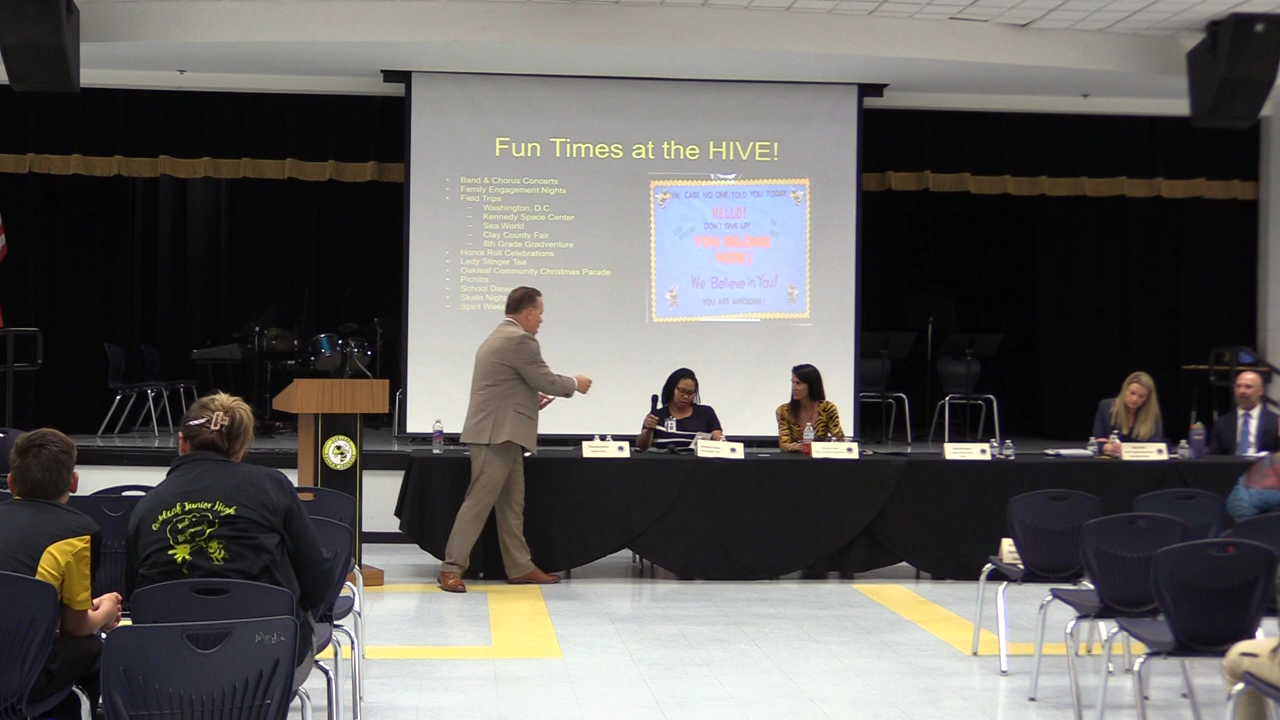 Fun Times at the HIVE!
• Band & Chorus Concerts
• Family Engagement Nights
• Field Trips
– Washington, D.C.
– Kennedy Space Center
– Sea World
– Clay County Fair
– 8th Grade Gradventure
• Honor Roll Celebrations
• Lady Stinger Tea
• Oakleaf Community Christmas Parade
• Picnics
• School
• Skate
• Spirit
IN CASE NO ONE TOLD YOU TODAY
HELLO!
DON'T GIVE UP!
YOU BELONG
HERE!
We Believe in You!
YOU ARE AWESOME!
Oakleaf Junior High
Media